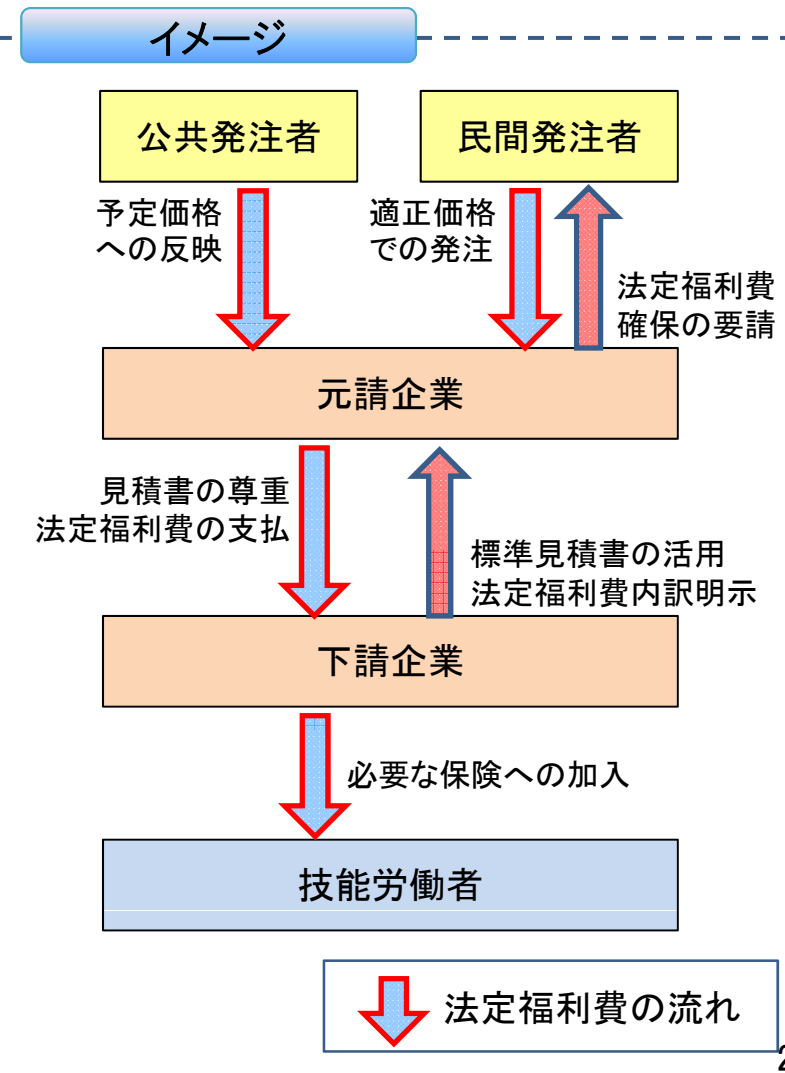 イメージ
公共発注者
民間発注者
予定価格
への反映
適正価格
での発注
法定福利費
確保の要請
元請企業
見積書の尊重
法定福利費の支払
標準見積書の活用
法定福利費内訳明示
下請企業
必要な保険への加入
技能労働者
法定福利費の流れ